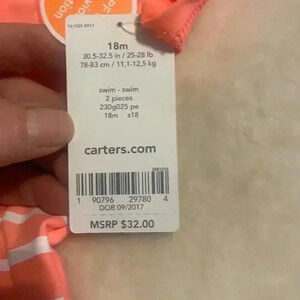 18m
30.5-32.5 in / 25-28 lb
78-83 cm / 11,1-12,5 kg
swim - swim
2 pieces
230g025 pe
18m s18
carters.com
1 90796 29780 4
DOB 09/2017
MSRP $32.00